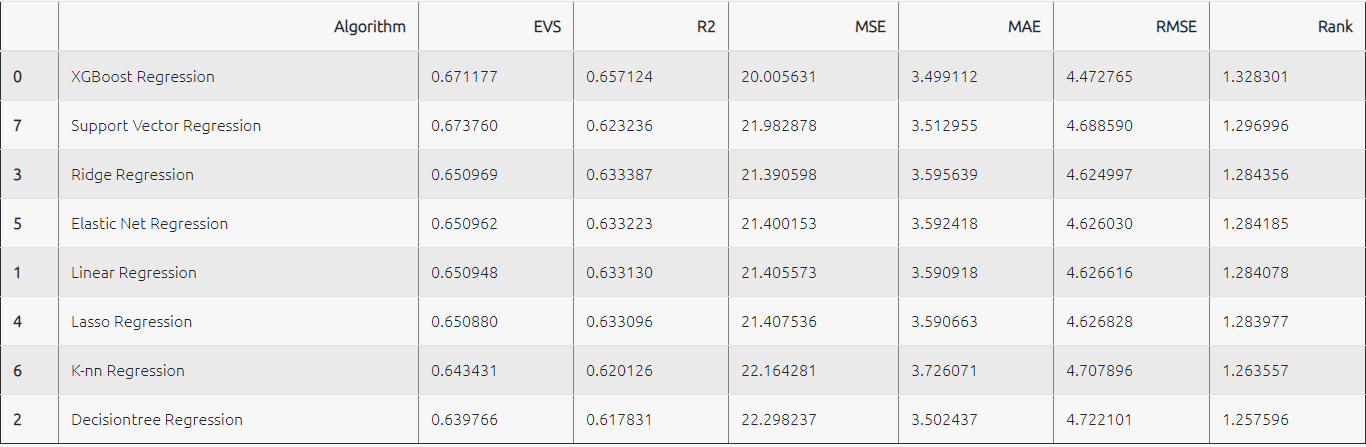 Algorithm EVS R2 MSE MAE RMSE Rank
0 XGBoost Regression 0.671177 0.657124 20.005631 3.499112 4.472765 1.328301
7 Support Vector Regression 0.673760 0.623236 21.982878 3.512955 4.688590 1.296996
3 Ridge Regression 0.650969 0.633387 21.390598 3.595639 4.624997 1.284356
5 Elastic Net Regression 0.650962 0.633223 21.400153 3.592418 4.626030 1.284185
1 Linear Regression 0.650948 0.633130 21.405573 3.590918 4.626616 1.284078
4 Lasso Regression 0.650880 0.633096 21.407536 3.590663 4.626828 1.283977
6 K-nn Regression 0.643431 0.620126 22.164281 3.726071 4.707896 1.263557
2 Decisiontree Regression 0.639766 0.617831 22.298237 3.502437 4.722101 1.257596